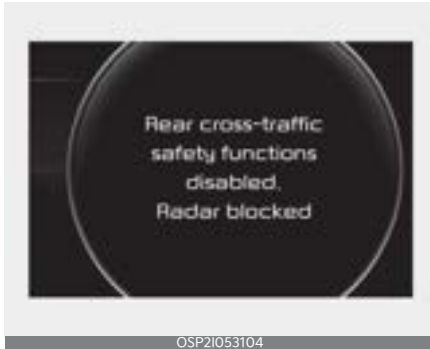 Rear cross-traffic
safety functions
disabled.
Radar blocked
OSP2I053104